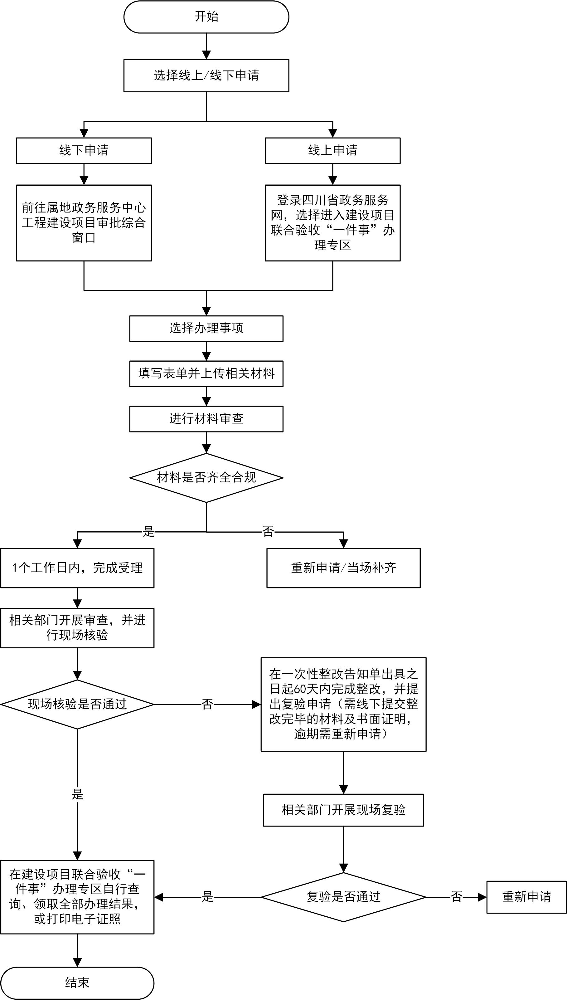 开始
选择线上/线下申请
线下申请
线上申请
前往属地政务服务中心
工程建设项目审批综合
窗口
登录四川省政务服务
网，选择进入建设项目
联合验收“一件事”办
理专区
选择办理事项
填写表单并上传相关材料
进行材料审查
材料是否齐全合规
是
否
1个工作日内，完成受理
重新申请/当场补齐
相关部门开展审查，并进
行现场核验
现场核验是否通过
否
在一次性整改告知单出具之
日起60天内完成整改，并提
出复验申请（需线下提交整
改完毕的材料及书面证明，
逾期需重新申请）
是
相关部门开展现场复验
在建设项目联合验收“一
件事”办理专区自行查
询、领取全部办理结果，
或打印电子证照
是
复验是否通过
否
重新申请
结束